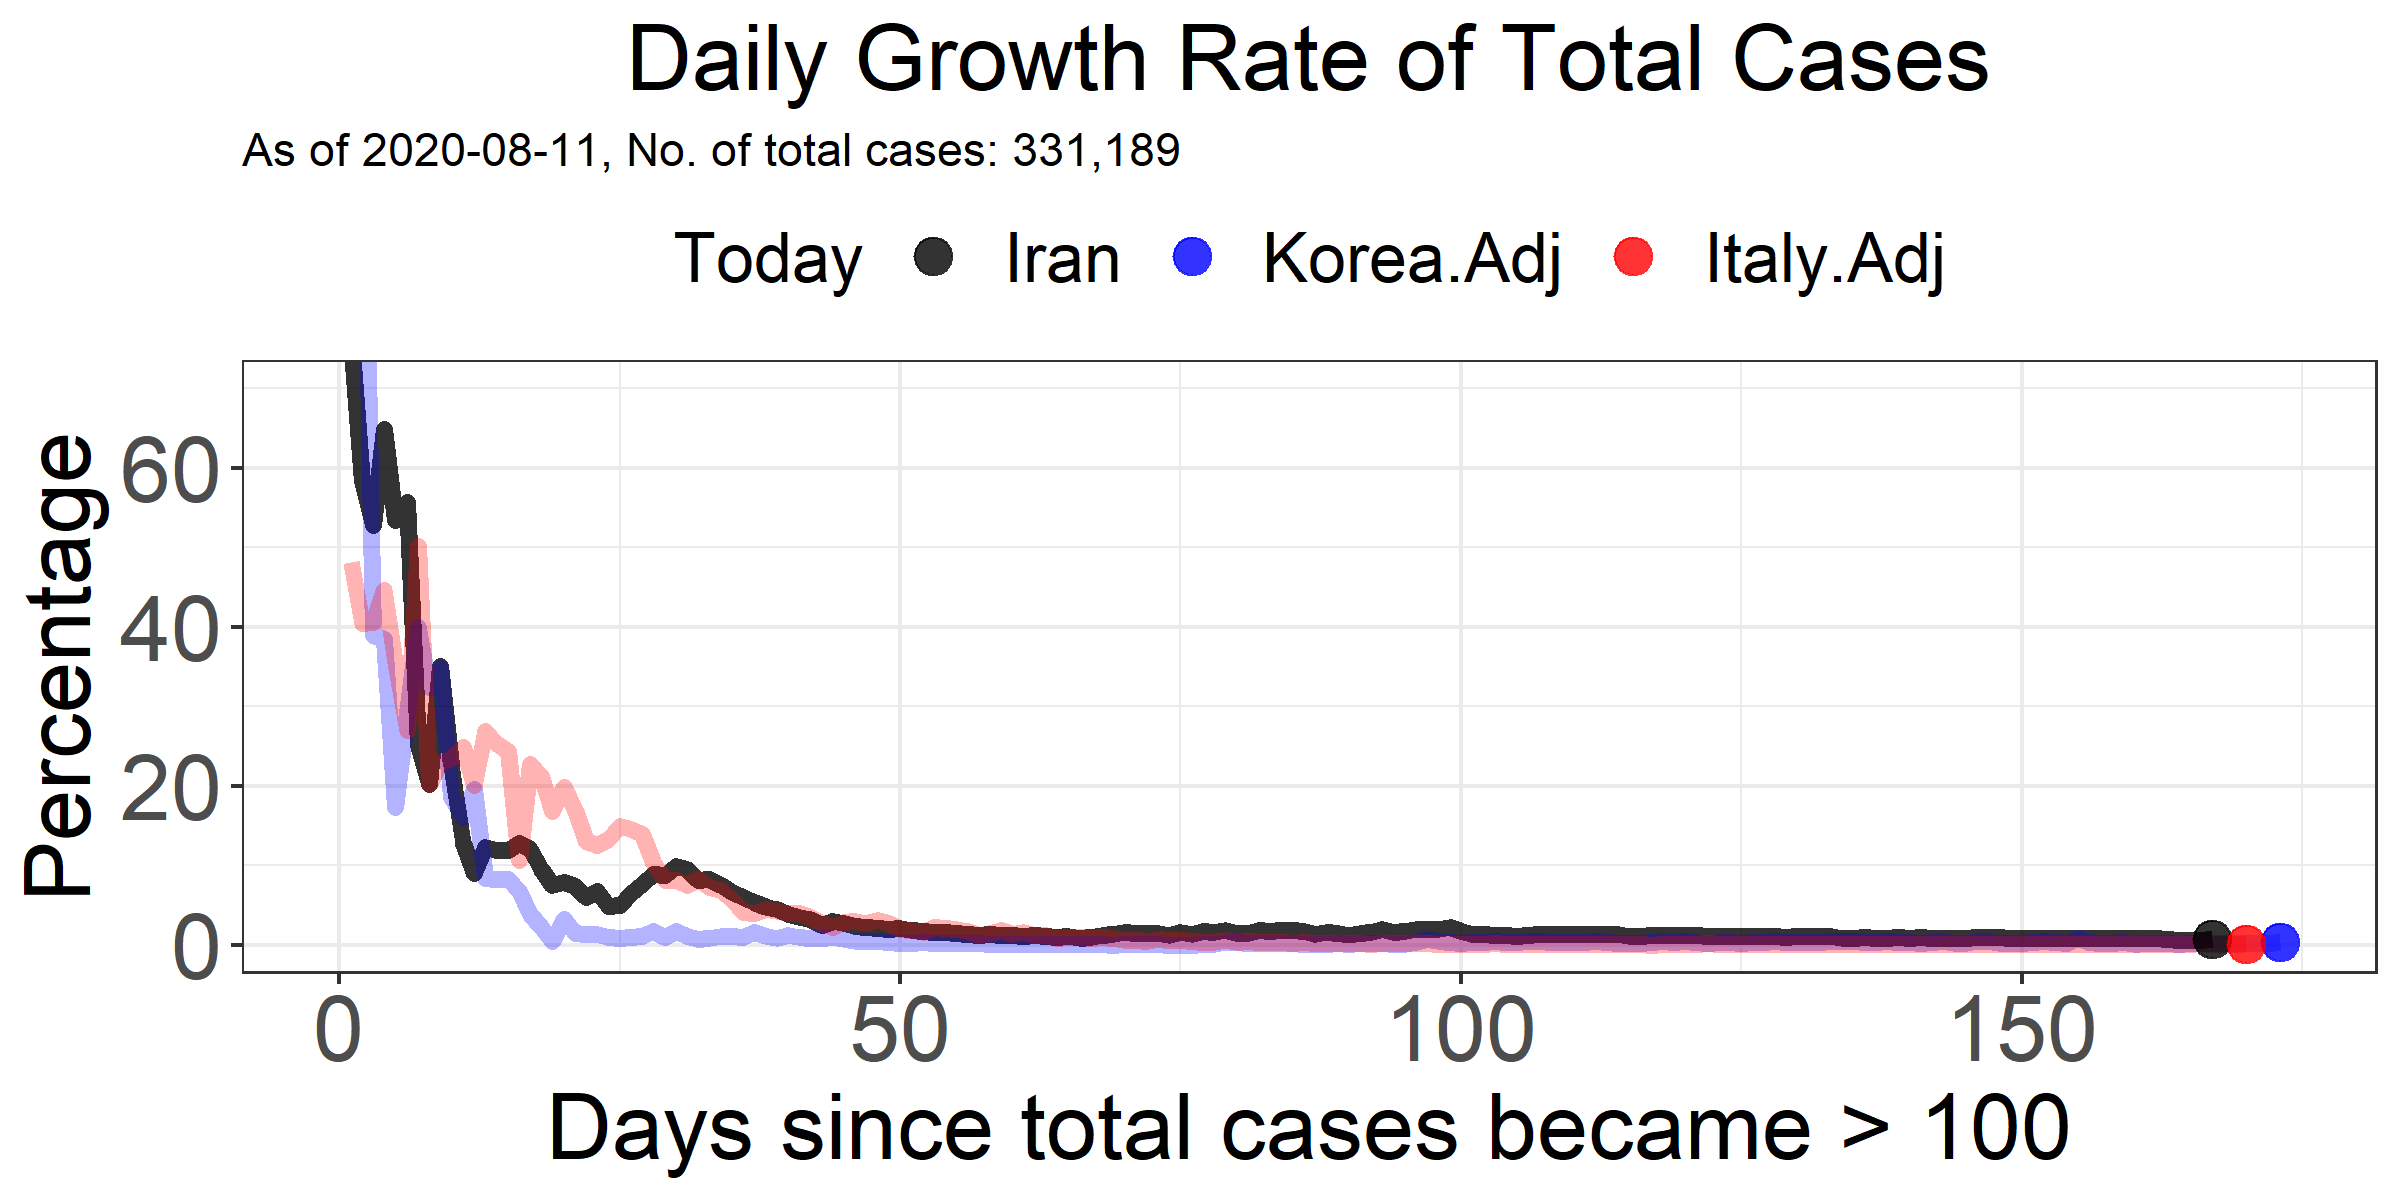 Daily Growth Rate of Total Cases
As of 2020-08-11, No. of total cases: 331,189
Today Iran Korea.Adj Italy.Adj
Percentage
60
40
20
0
0 50 100 150
Days since total cases became > 100